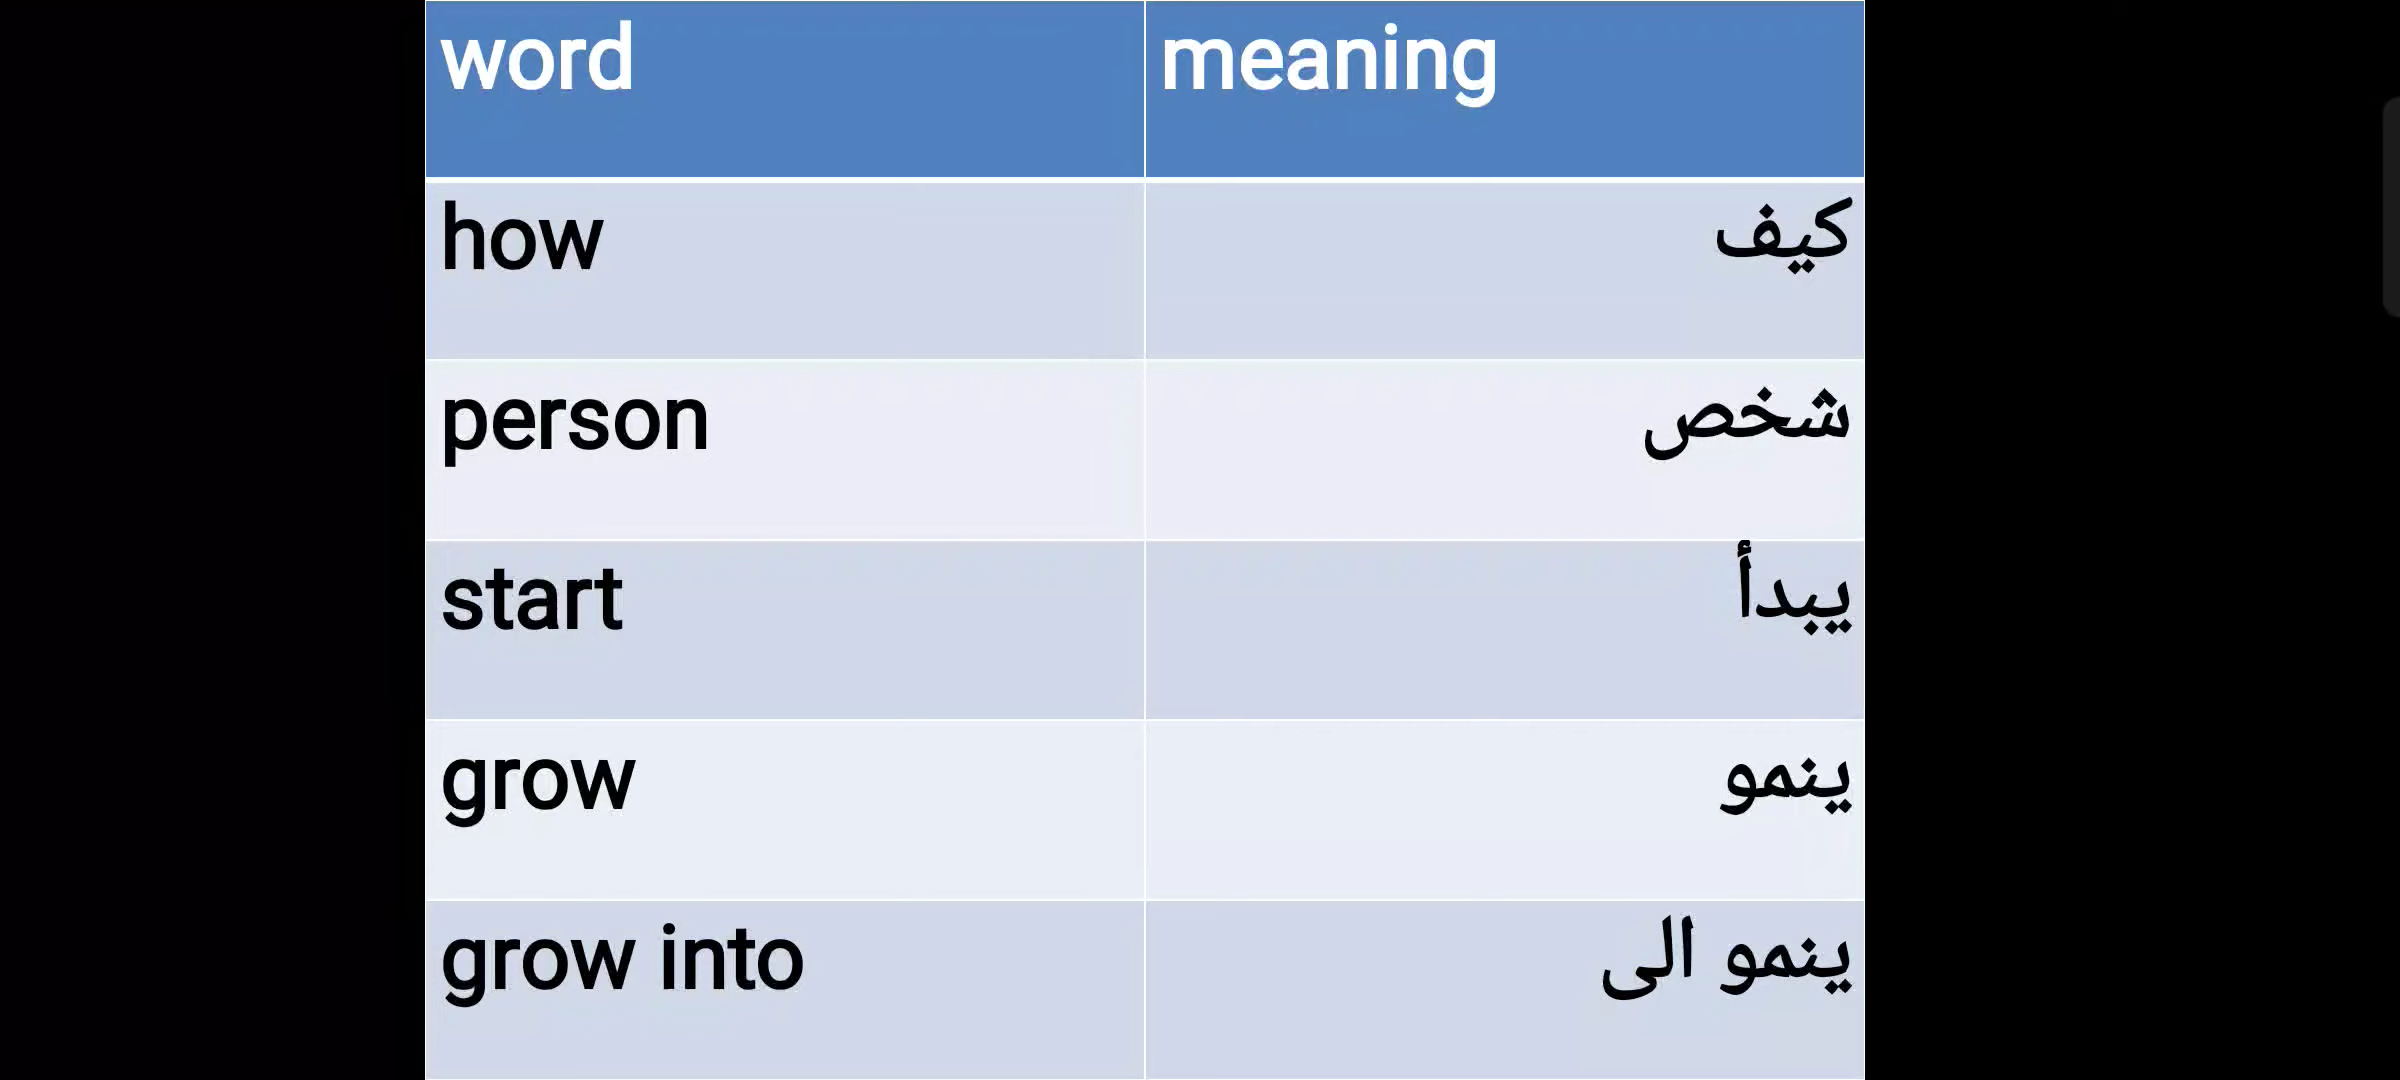 word meaning
how كيف
person شخص
start يبدأ
grow ينمو
grow into ينمو الى